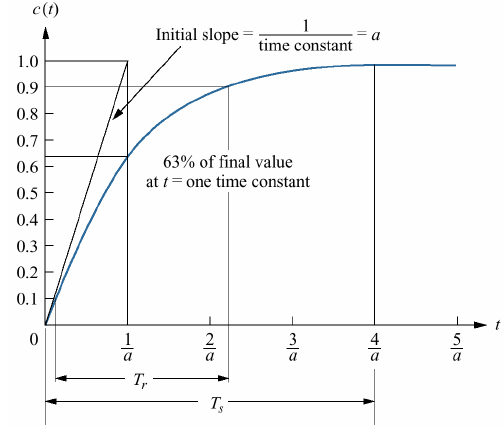 c(t)
Initial slope = 1/time constant = a
1.0
0.9
0.8
0.7
0.6
0.5
0.4
0.3
0.2
0.1
0
63% of final value
at t = one time constant
1/a 2/a 3/a 4/a 5/a t
Tr
Ts